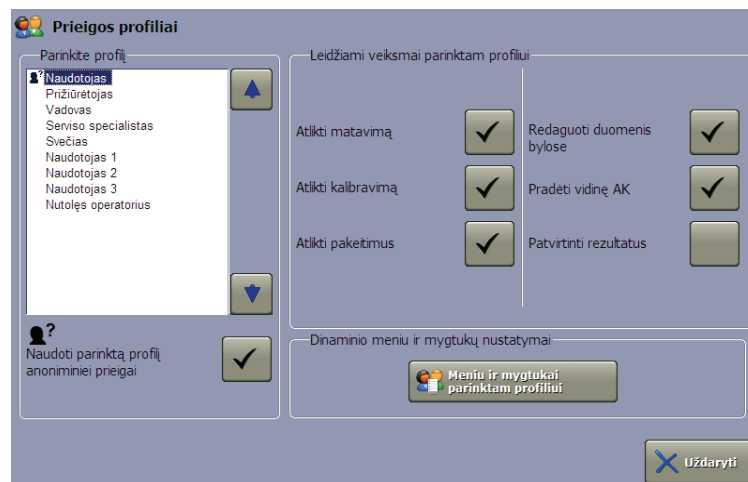 Prieigos profiliai
Parinkite profilį
Naudotojas
Prižiūrėtojas
Vadovas
Serviso specialistas
Svečias
Naudotojas 1
Naudotojas 2
Naudotojas 3
Nutolęs operatorius
?
Naudoti parinktą profilį
anoniminiei prieigai
Leidžiami veiksmai parinktam profiliui
Atlikti matavimą
Atlikti kalibravimą
Atlikti pakeitimus
Redaguoti duomenis
bylose
Pradėti vidinę AK
Patvirtinti rezultatus
Dinaminio meniu ir mygtukų nustatymai
Meniu ir mygtukai
parinktam profiliui
Uždaryti